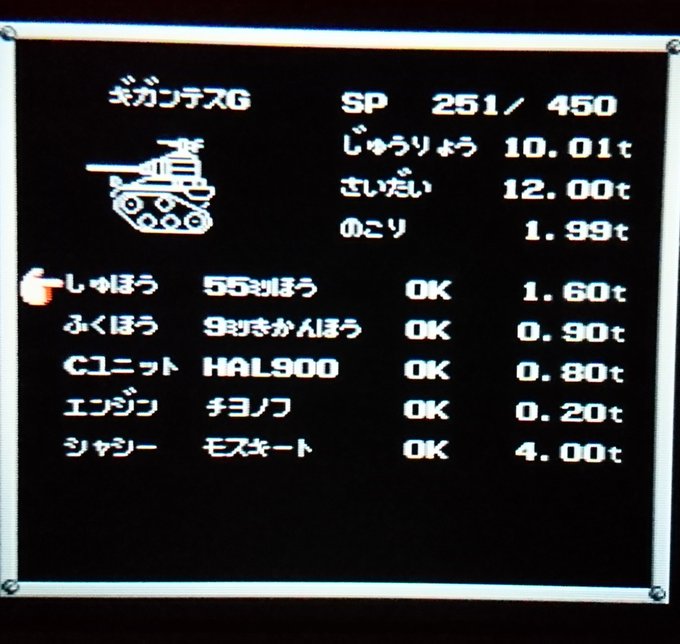 ギガンテスG
SP 251/ 450
じゅうりょう 10.01t
さいだい 12.00t
のこり 1.99t
しゅほう 55ミリほう OK 1.60t
ふくほう 9ミリきかんほう OK 0.90t
Cユニット HAL900 OK 0.80t
エンジン チヨノフ OK 0.20t
シャシー モスキート OK 4.00t